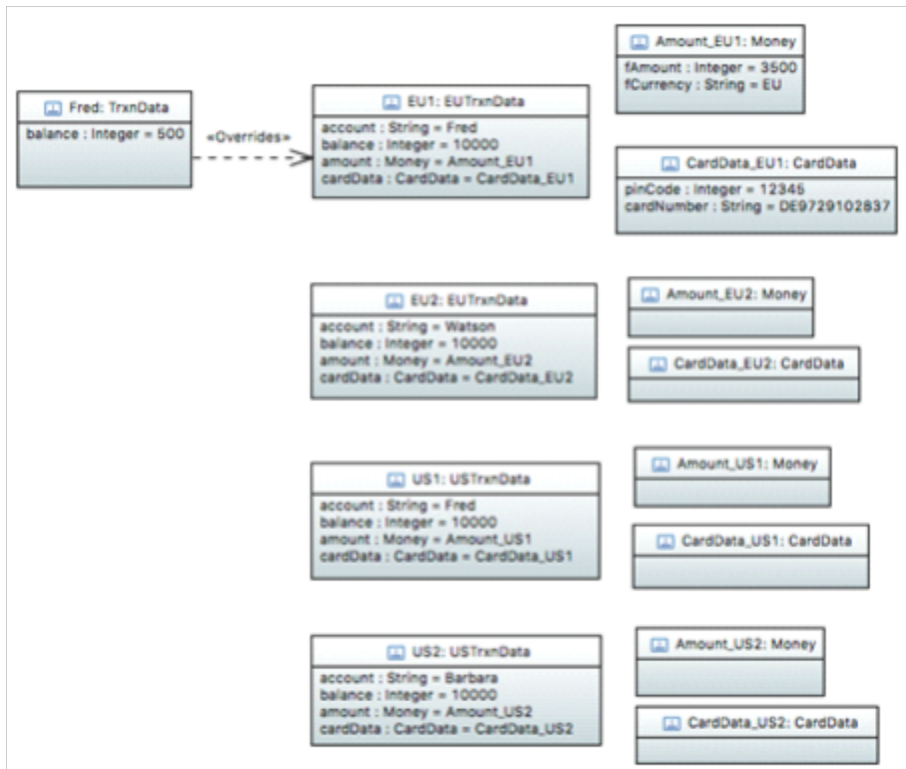 Fred: TrxnData
balance : Integer = 500
«Overrides»
EU1: EUTrxnData
account : String = Fred
balance : Integer = 10000
amount : Money = Amount_EU1
cardData : CardData = CardData_EU1
Amount_EU1: Money
fAmount : Integer = 3500
fCurrency : String = EU
CardData_EU1: CardData
pinCode : Integer = 12345
cardNumber : String = DE9729102837
EU2: EUTrxnData
account : String = Watson
balance : Integer = 10000
amount : Money = Amount_EU2
cardData : CardData = CardData_EU2
Amount_EU2: Money
CardData_EU2: CardData
US1: USTrxnData
account : String = Fred
balance : Integer = 10000
amount : Money = Amount_US1
cardData : CardData = CardData_US1
Amount_US1: Money
CardData_US1: CardData
US2: USTrxnData
account : String = Barbara
balance : Integer = 10000
amount : Money = Amount_US2
cardData : CardData = CardData_US2
Amount_US2: Money
CardData_US2: CardData